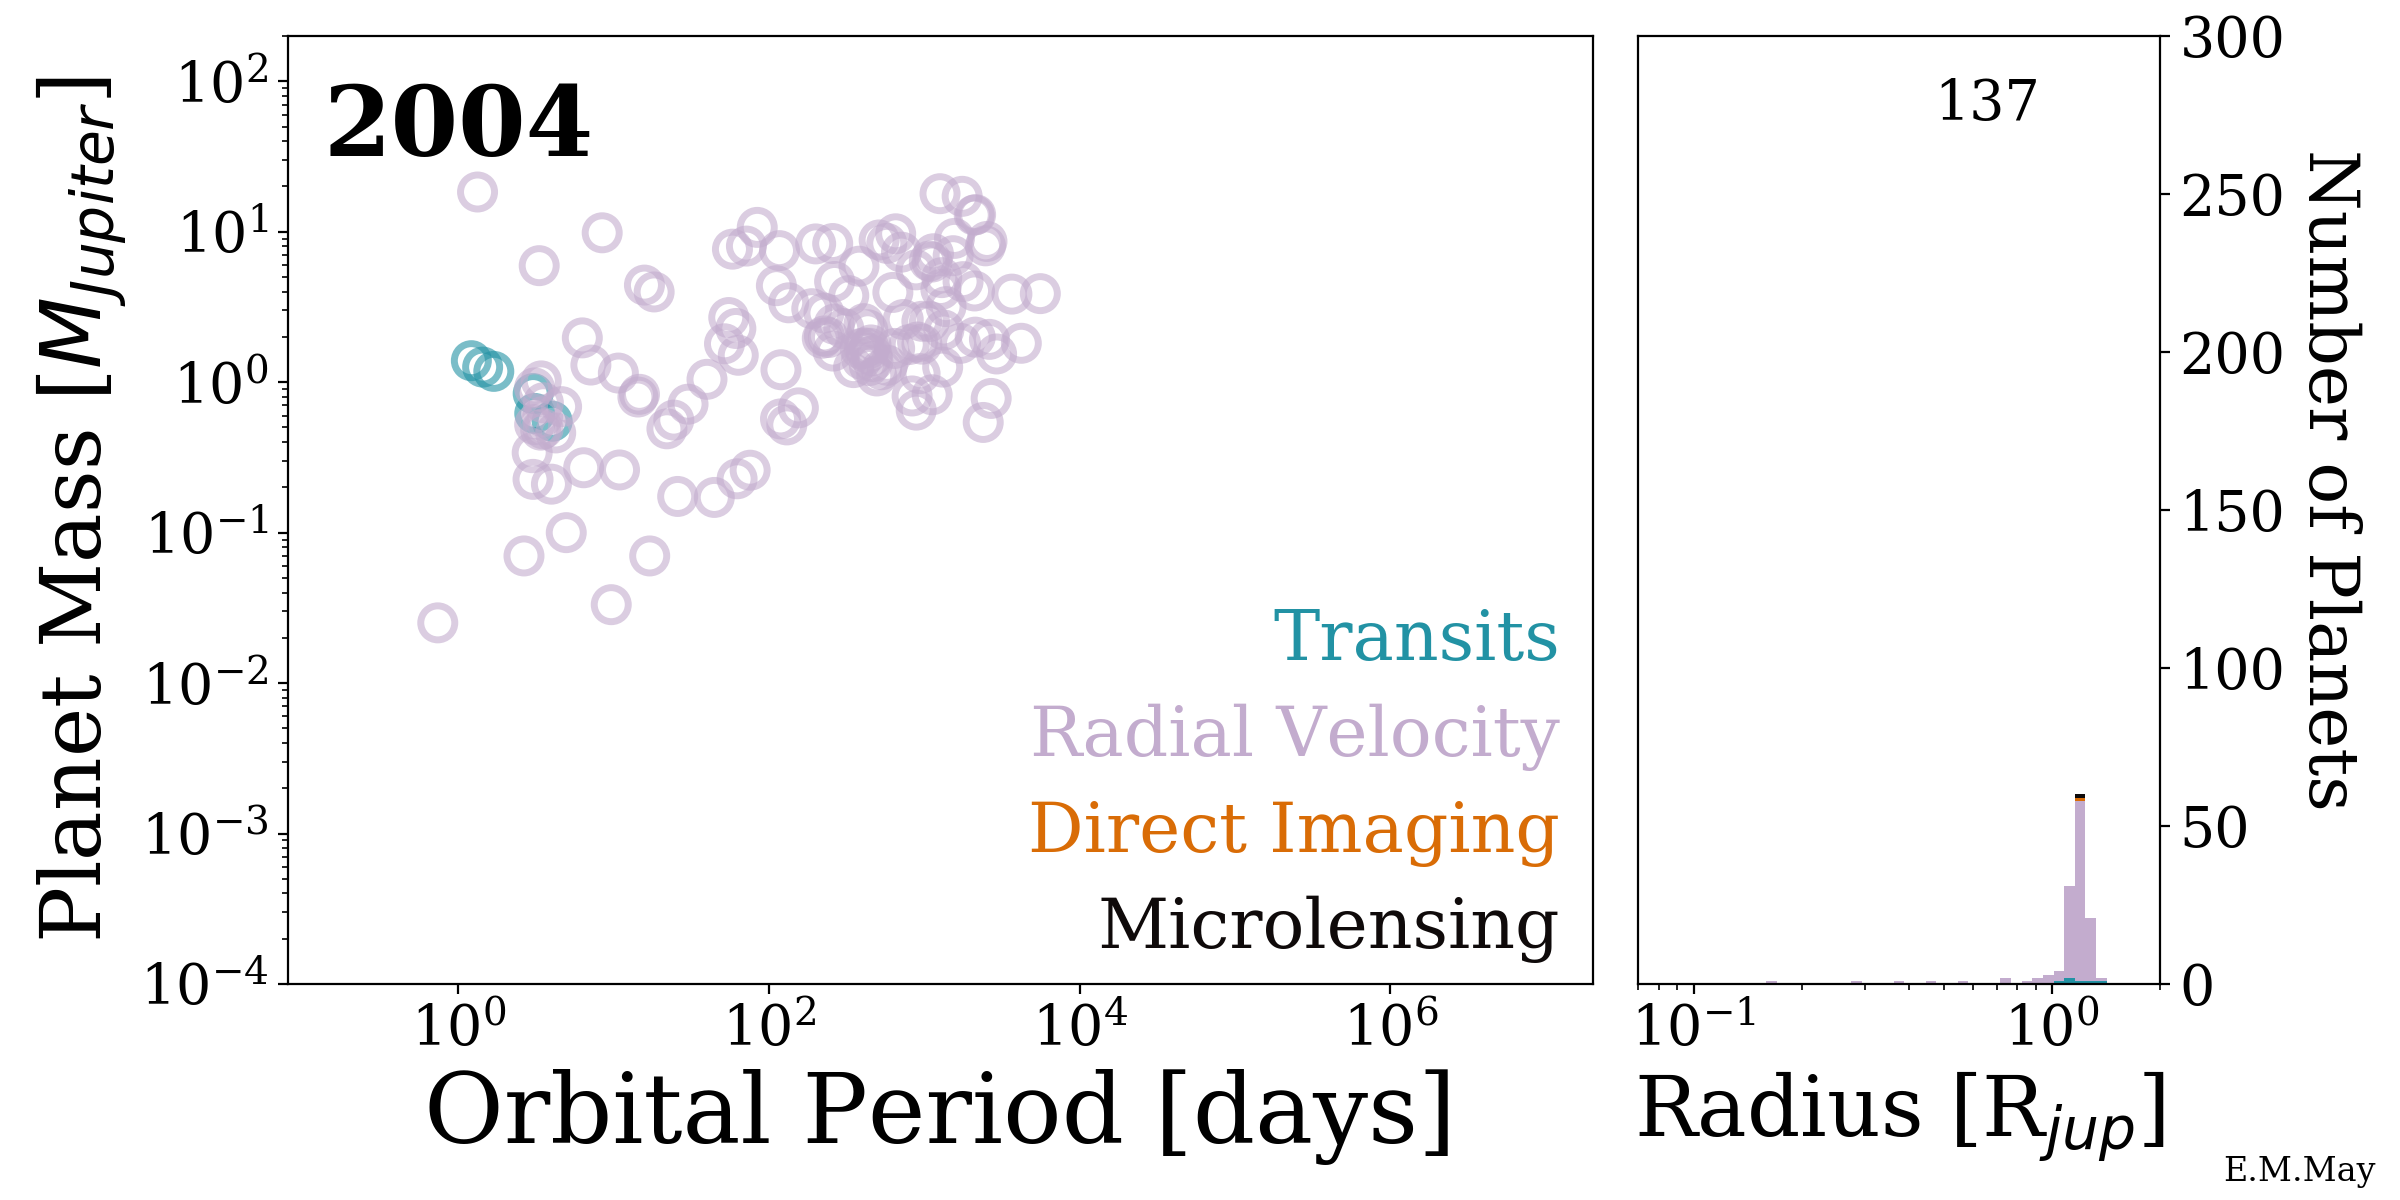 2004
137
Planet Mass [M_Jupiter]
10^2
10^1
10^0
10^-1
10^-2
10^-3
10^-4
Transits
Radial Velocity
Direct Imaging
Microlensing
10^0 10^2 10^4 10^6
Orbital Period [days]
300
250
200
150
100
50
0
Number of Planets
10^-1 10^0
Radius [R_jup]
E.M.May